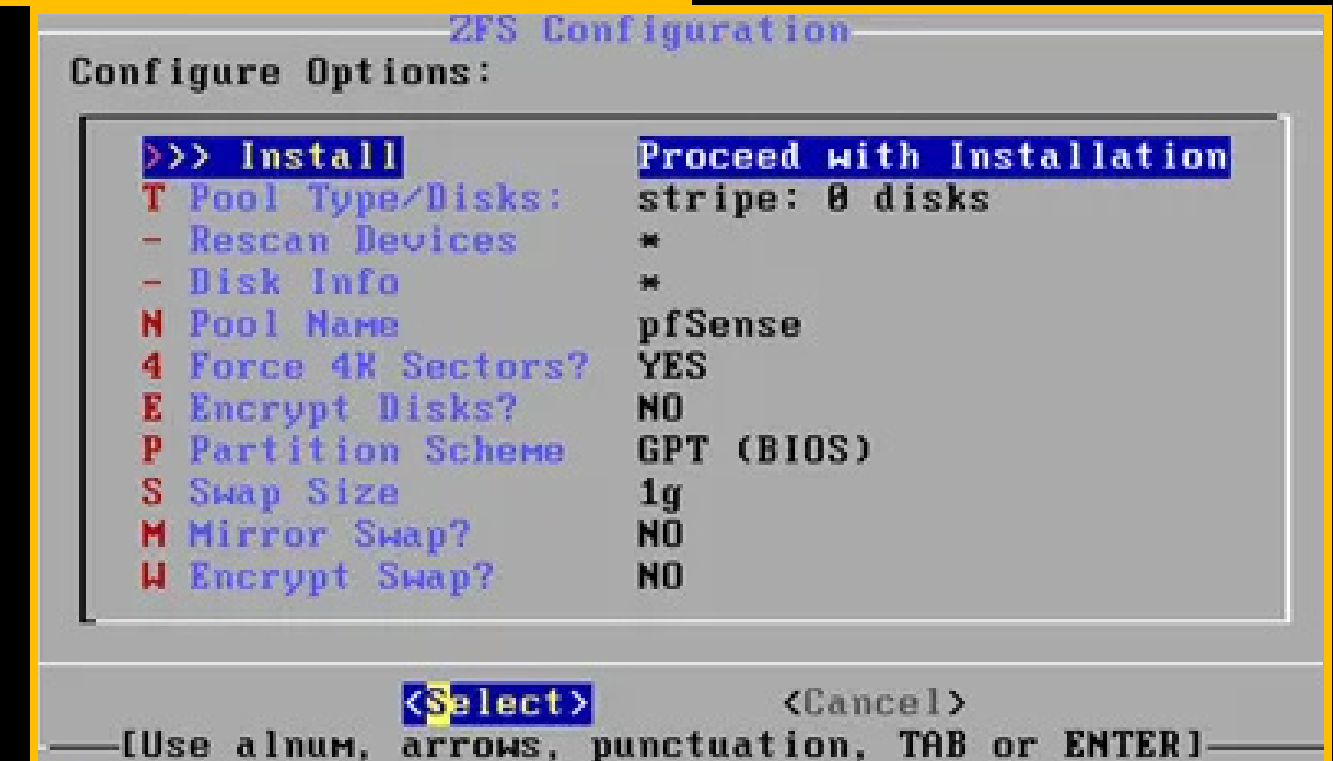 ZFS Configuration
Configure Options:
>>> Install Proceed with Installation
T Pool Type/Disks: stripe: 0 disks
- Rescan Devices *
- Disk Info *
N Pool Name pfSense
4 Force 4K Sectors? YES
E Encrypt Disks? NO
P Partition Scheme GPT (BIOS)
S Swap Size 1g
M Mirror Swap? NO
W Encrypt Swap? NO
<Select> <Cancel>
[Use alnum, arrows, punctuation, TAB or ENTER]